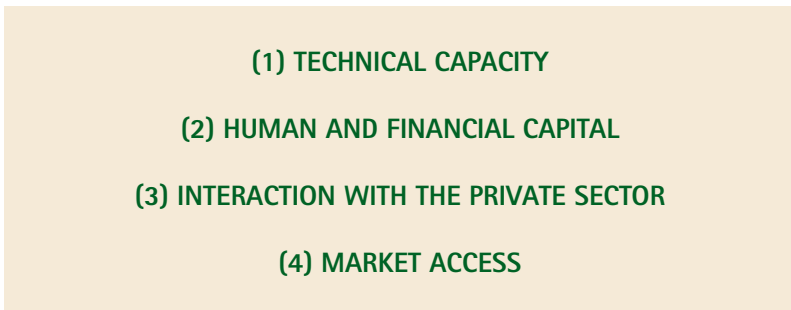 (1) TECHNICAL CAPACITY
(2) HUMAN AND FINANCIAL CAPITAL
(3) INTERACTION WITH THE PRIVATE SECTOR
(4) MARKET ACCESS